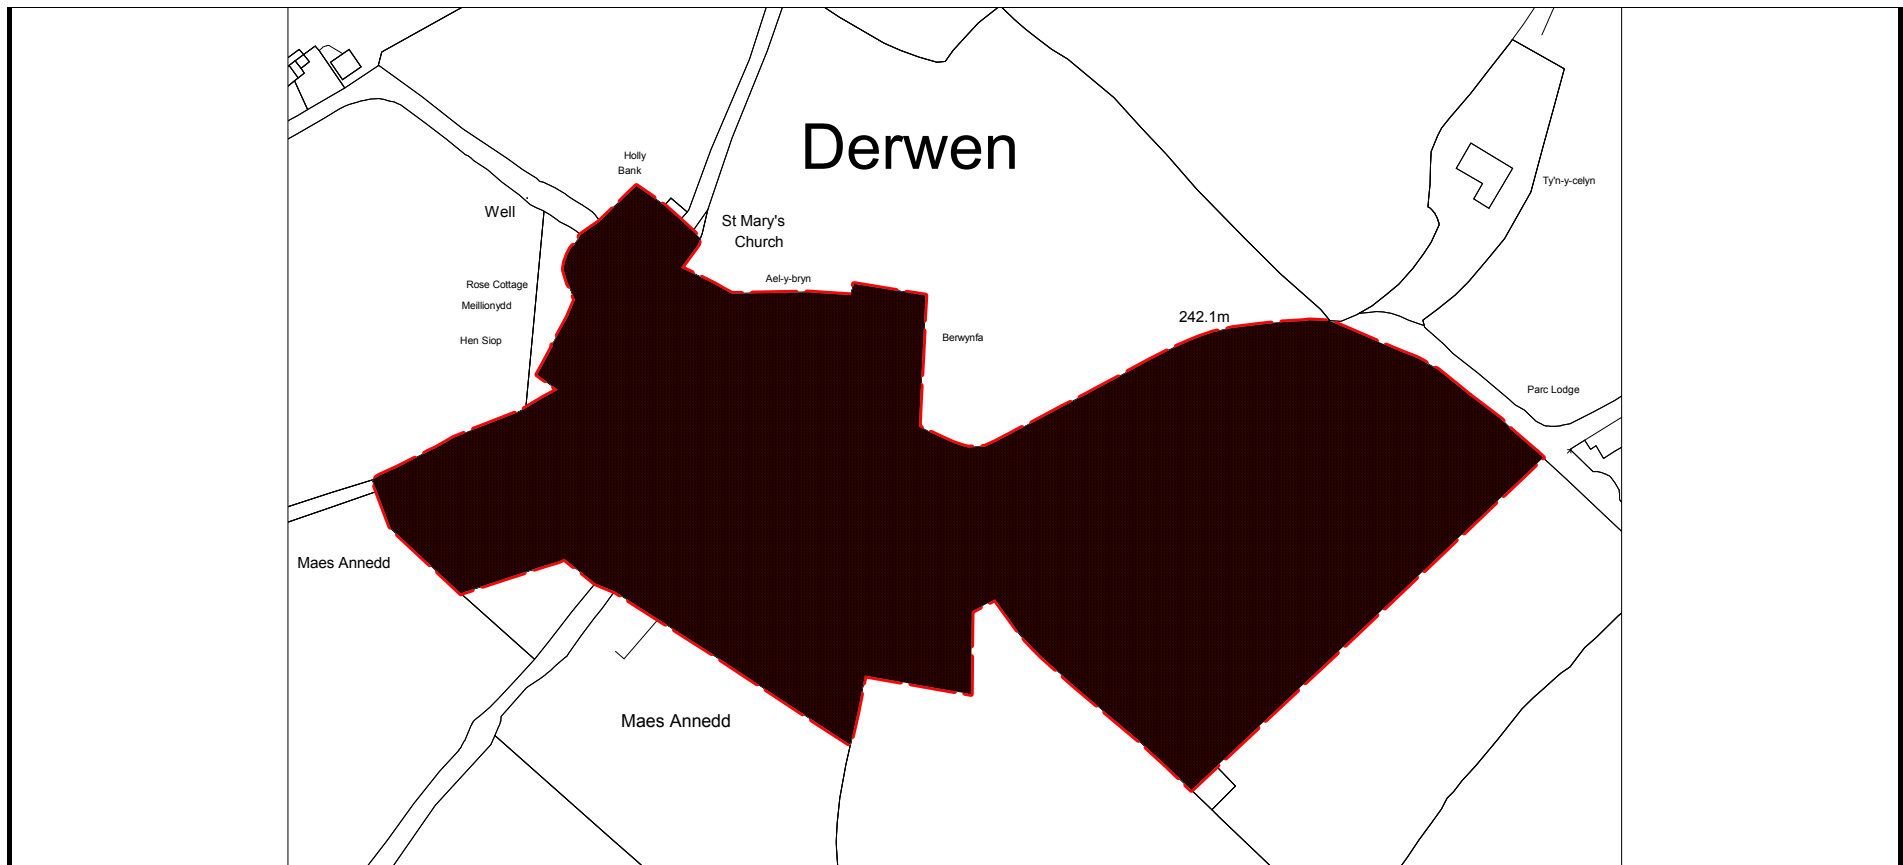 Derwen
Holly
Bank
Ty'n-y-celyn
Well
St Mary's
Church
Ael-y-bryn
Rose Cottage
Meillionydd
242.1m
Hen Siop
Berwynfa
Parc Lodge
Maes Annedd
Maes Annedd